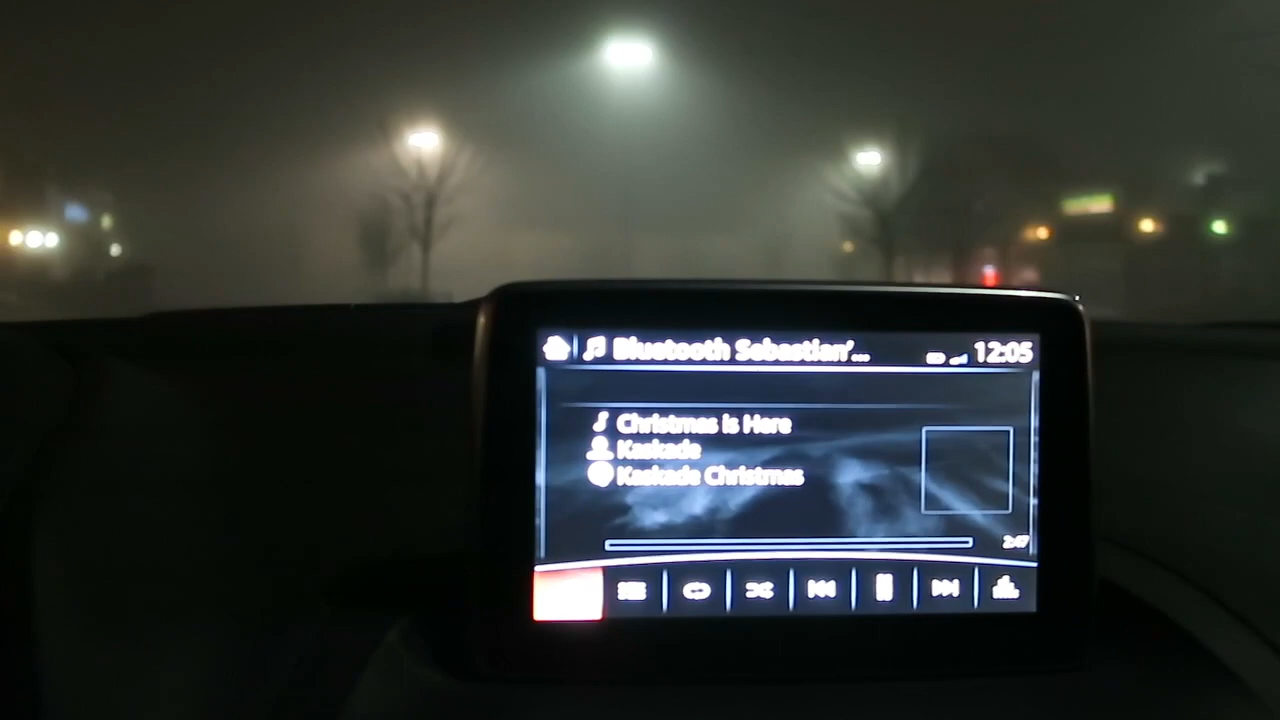 Bluetooth Sebastian'... 12:05
Christmas Is Here
Kaskade
Kaskade Christmas
2:47